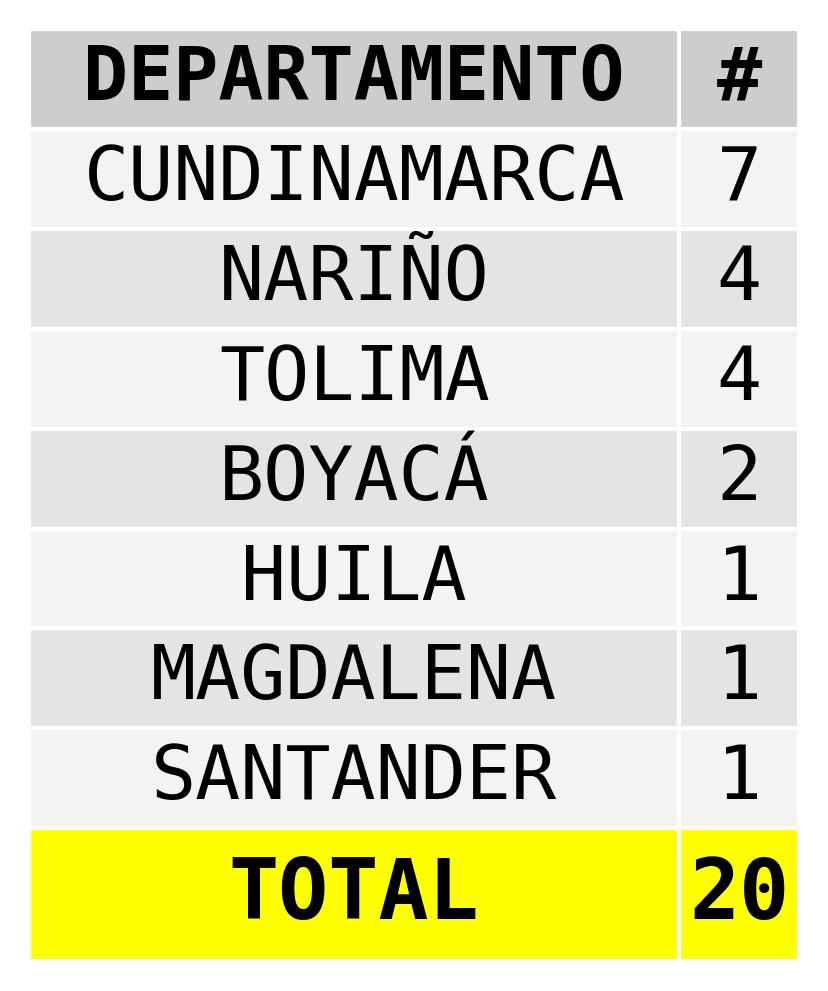 DEPARTAMENTO #
CUNDINAMARCA 7
NARIÑO 4
TOLIMA 4
BOYACÁ 2
HUILA 1
MAGDALENA 1
SANTANDER 1
TOTAL 20